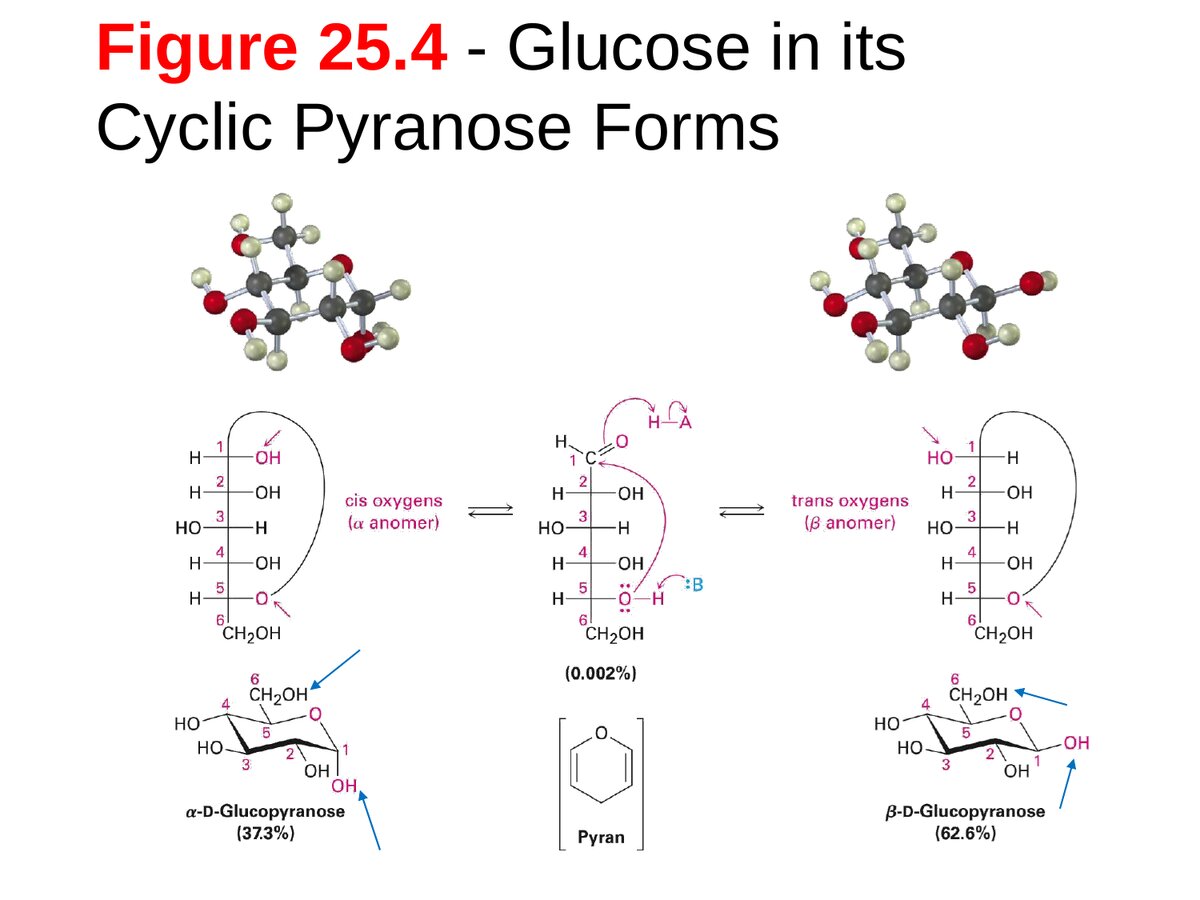 Figure 25.4 - Glucose in its
Cyclic Pyranose Forms
H 1 OH
H 2 OH
HO 3 H
H 4 OH
H 5 O
6 CH₂OH
cis oxygens
(α anomer)
H—A
H O
1 C
H 2 OH
HO 3 H
H 4 OH
H 5 O—H :B
6 CH₂OH
(0.002%)
trans oxygens
(β anomer)
HO 1 H
H 2 OH
HO 3 H
H 4 OH
H 5 O
6 CH₂OH
6
4 CH₂OH
HO 5 O
HO 3 2 1
OH
OH
α-D-Glucopyranose
(37.3%)
O
Pyran
6
4 CH₂OH
HO 5 O
HO 3 2 1 OH
OH
β-D-Glucopyranose
(62.6%)